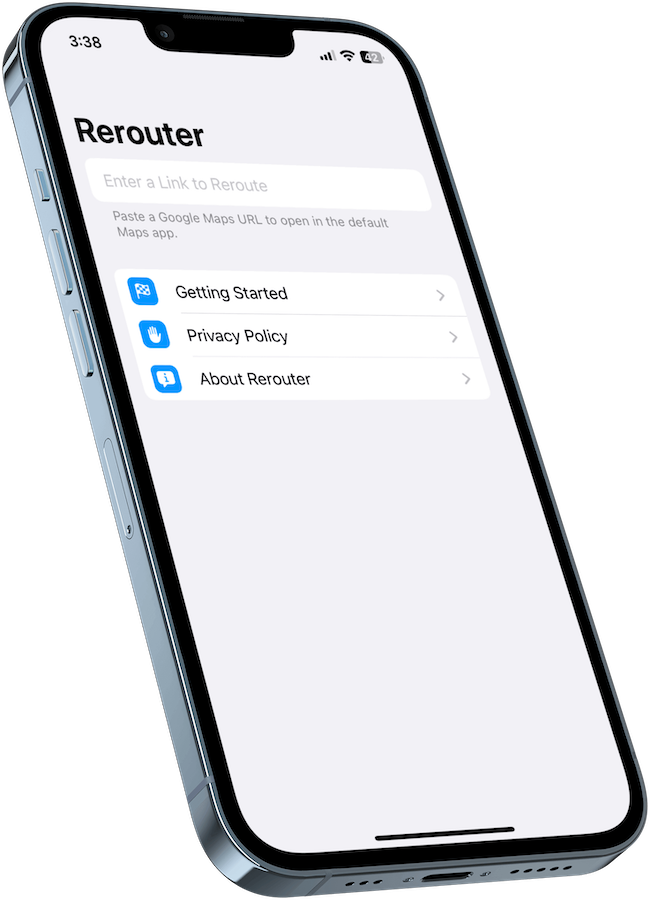 3:38
42
Rerouter
Enter a Link to Reroute
Paste a Google Maps URL to open in the default
Maps app.
Getting Started
Privacy Policy
About Rerouter